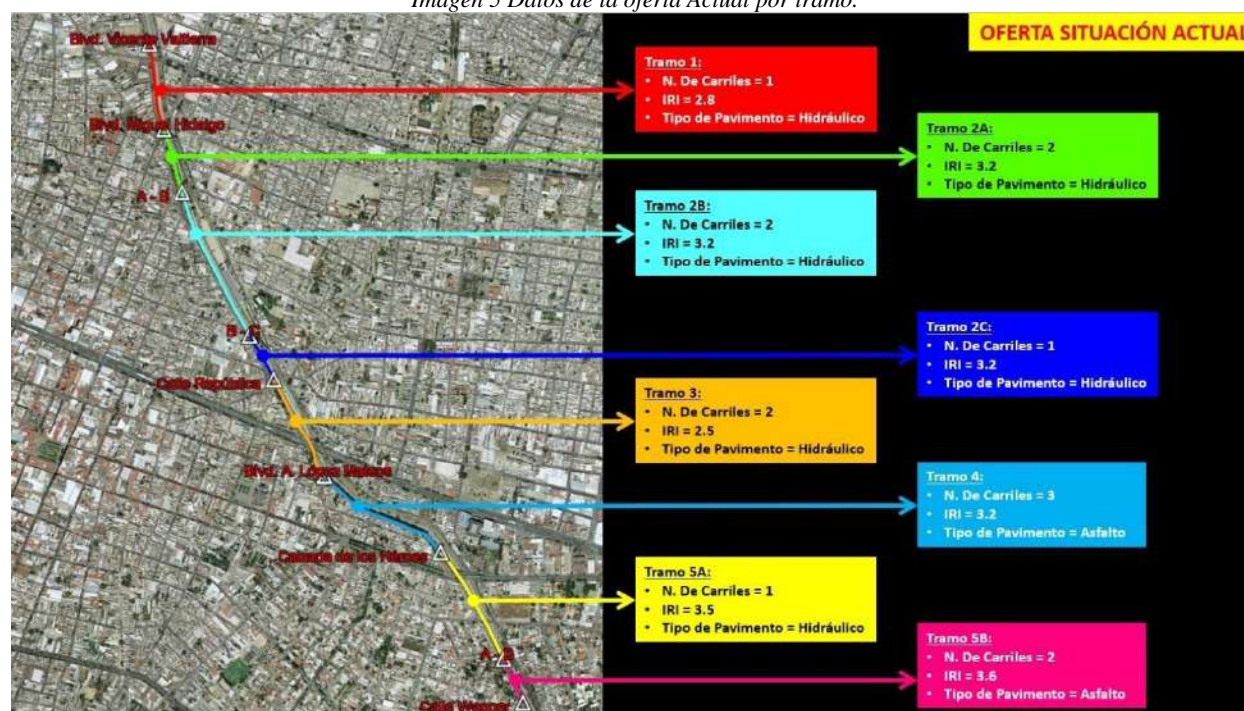 Imagen 5 Datos de la oferta Actual por tramo.
OFERTA SITUACIÓN ACTUAL
Blvd. Vicente Valtierra
Tramo 1:
• N. De Carriles = 1
• IRI = 2.8
• Tipo de Pavimento = Hidráulico
Blvd. Miguel Hidalgo
Tramo 2A:
• N. De Carriles = 2
• IRI = 3.2
• Tipo de Pavimento = Hidráulico
A - B
Tramo 2B:
• N. De Carriles = 2
• IRI = 3.2
• Tipo de Pavimento = Hidráulico
B - C
Tramo 2C:
• N. De Carriles = 1
• IRI = 3.2
• Tipo de Pavimento = Hidráulico
Calle República
Tramo 3:
• N. De Carriles = 2
• IRI = 2.5
• Tipo de Pavimento = Hidráulico
Blvd. A. López Mateos
Tramo 4:
• N. De Carriles = 3
• IRI = 3.2
• Tipo de Pavimento = Asfalto
Calzada de los Héroes
Tramo 5A:
• N. De Carriles = 1
• IRI = 3.5
• Tipo de Pavimento = Hidráulico
A - B
Tramo 5B:
• N. De Carriles = 2
• IRI = 3.6
• Tipo de Pavimento = Asfalto
Calle